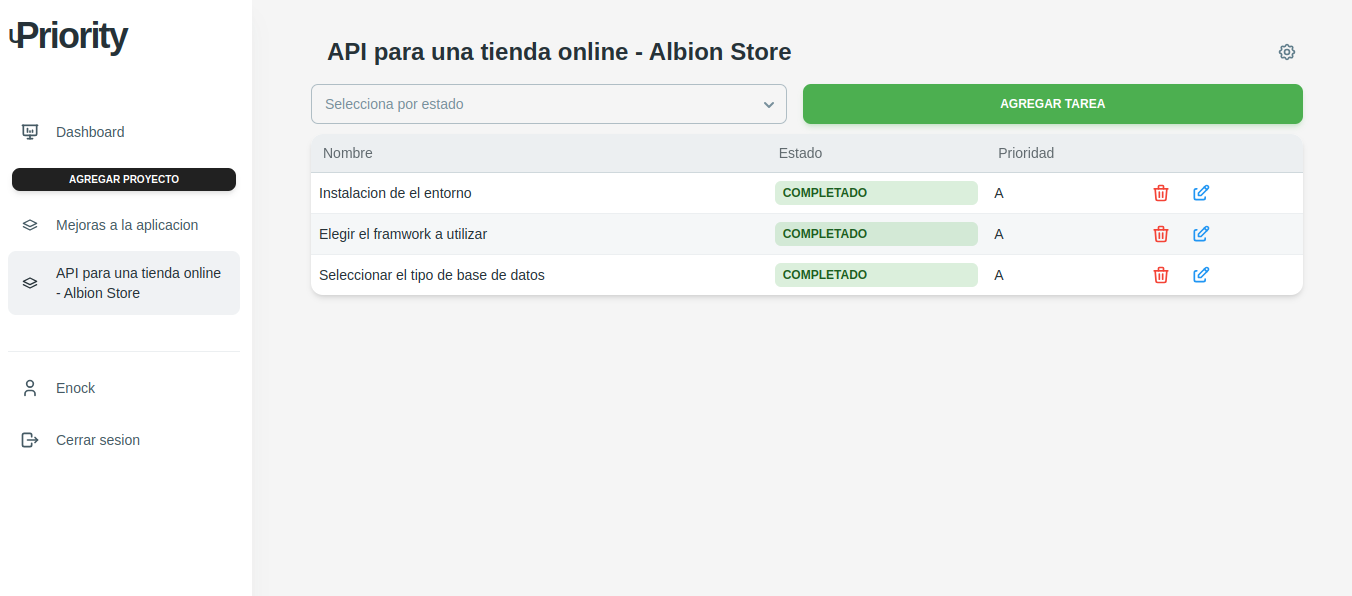 uPriority
Dashboard
AGREGAR PROYECTO
Mejoras a la aplicacion
API para una tienda online
- Albion Store
Enock
Cerrar sesion
API para una tienda online - Albion Store
Selecciona por estado
AGREGAR TAREA
Nombre Estado Prioridad
Instalacion de el entorno COMPLETADO A
Elegir el framwork a utilizar COMPLETADO A
Seleccionar el tipo de base de datos COMPLETADO A